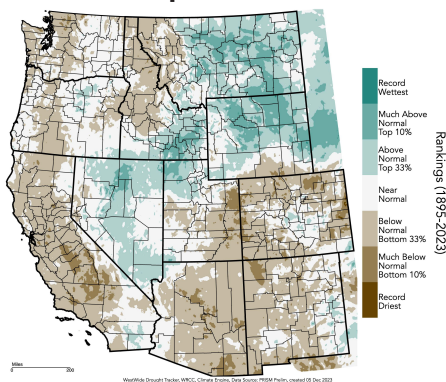 Record
Wettest
Much Above
Normal
Top 10%
Above
Normal
Top 33%
Near
Normal
Below
Normal
Bottom 33%
Much Below
Normal
Bottom 10%
Record
Driest
Rankings (1895-2023)
Miles
0 200
WestWide Drought Tracker, WRCC, Climate Engine, Data Source: PRISM Prelim, created 05 Dec 2023